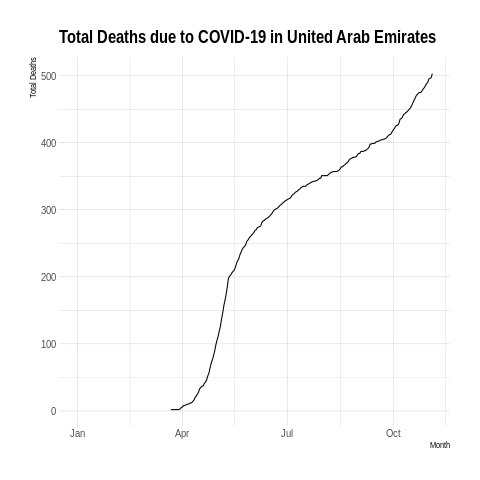 Total Deaths due to COVID-19 in United Arab Emirates
Total Deaths
500
400
300
200
100
0
Jan Apr Jul Oct
Month